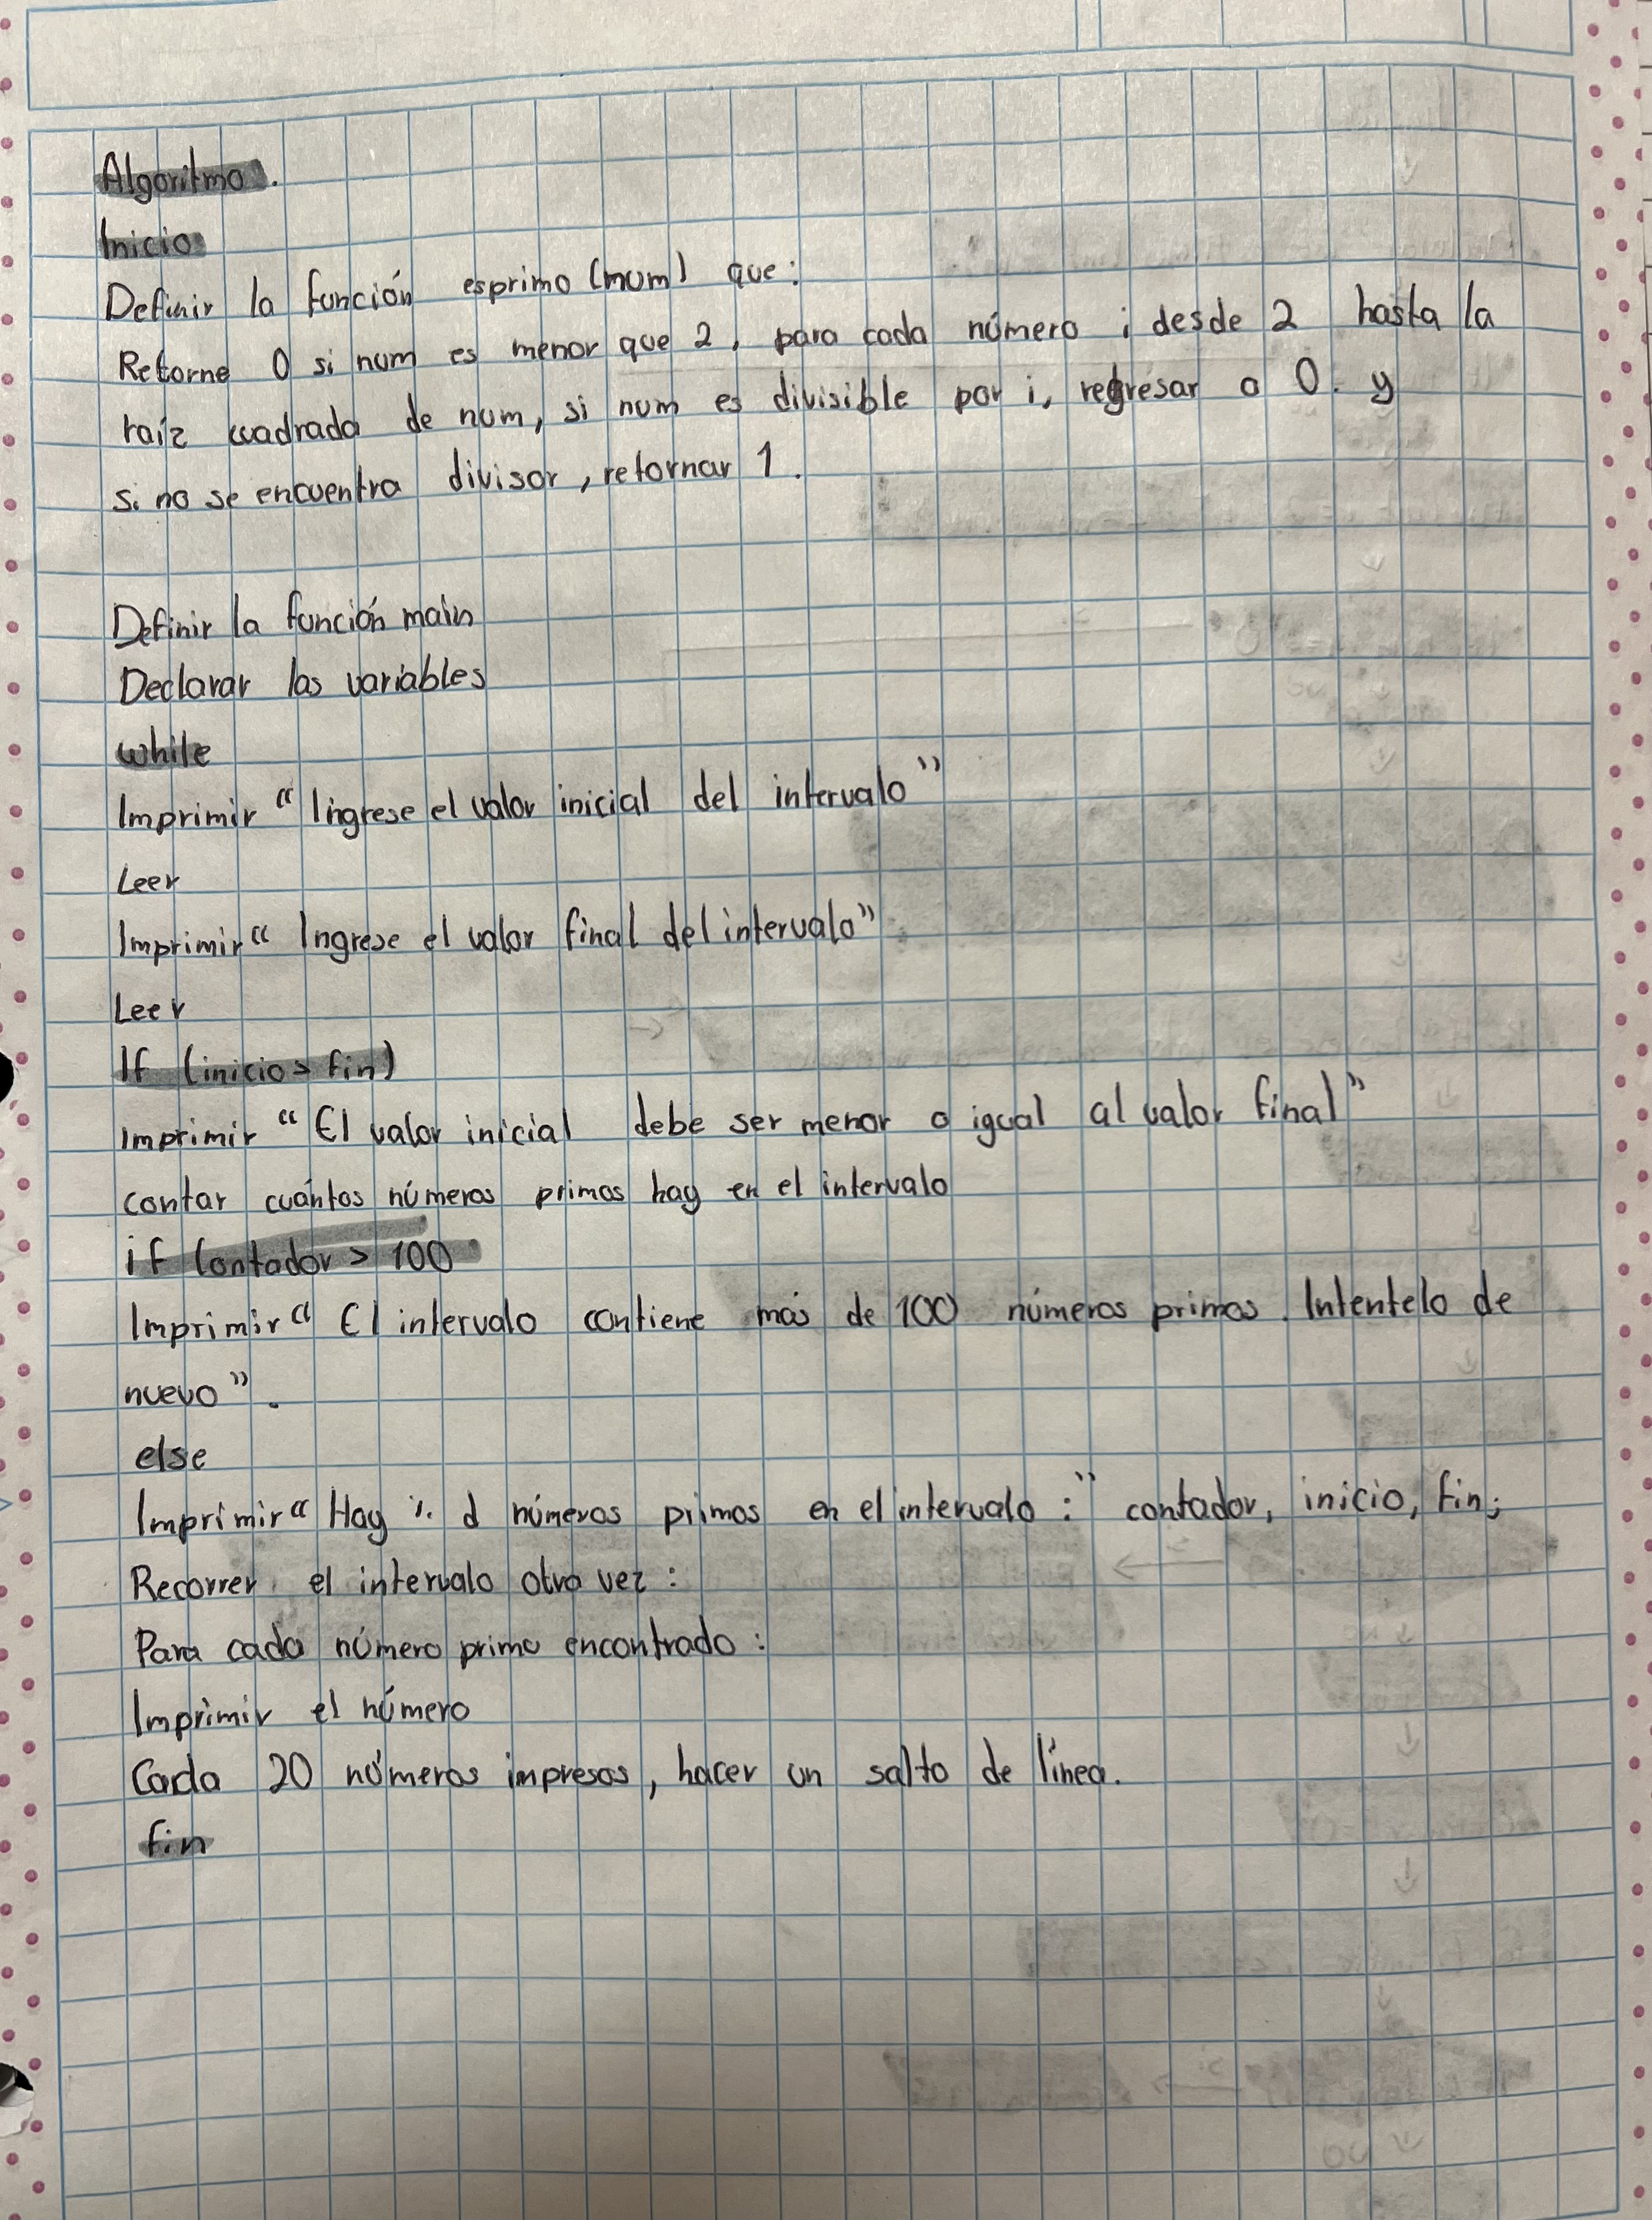 Algoritmo.
Inicio
Definir la función esprimo (num) que:
Retorne 0 si num es menor que 2, para cada número i desde 2 hasta la
raíz cuadrada de num, si num es divisible por i, regresar a 0. y
si no se encuentra divisor, retornar 1.
Definir la función main
Declarar las variables
while
Imprimir "Ingrese el valor inicial del intervalo"
Leer
Imprimir "Ingrese el valor final del intervalo"
Leer
If (inicio > fin)
Imprimir "El valor inicial debe ser menor o igual al valor final"
contar cuántos números primos hay en el intervalo
if contador > 100
Imprimir "El intervalo contiene más de 100 números primos. Intentelo de
nuevo".
else
Imprimir "Hay %d números primos en el intervalo:" contador, inicio, fin;
Recorrer el intervalo otra vez:
Para cada número primo encontrado:
Imprimir el número
Cada 20 números impresos, hacer un salto de línea.
fin